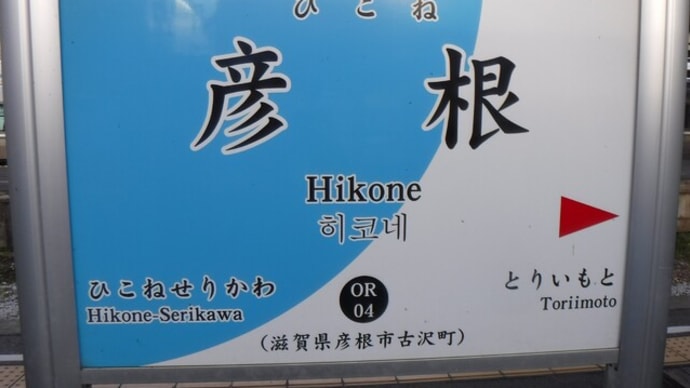 ひこね
彦根
Hikone
히코네
ひこねせりかわ
Hikone-Serikawa
OR
04
とりいもと
Toriimoto
(滋賀県彦根市古沢町)